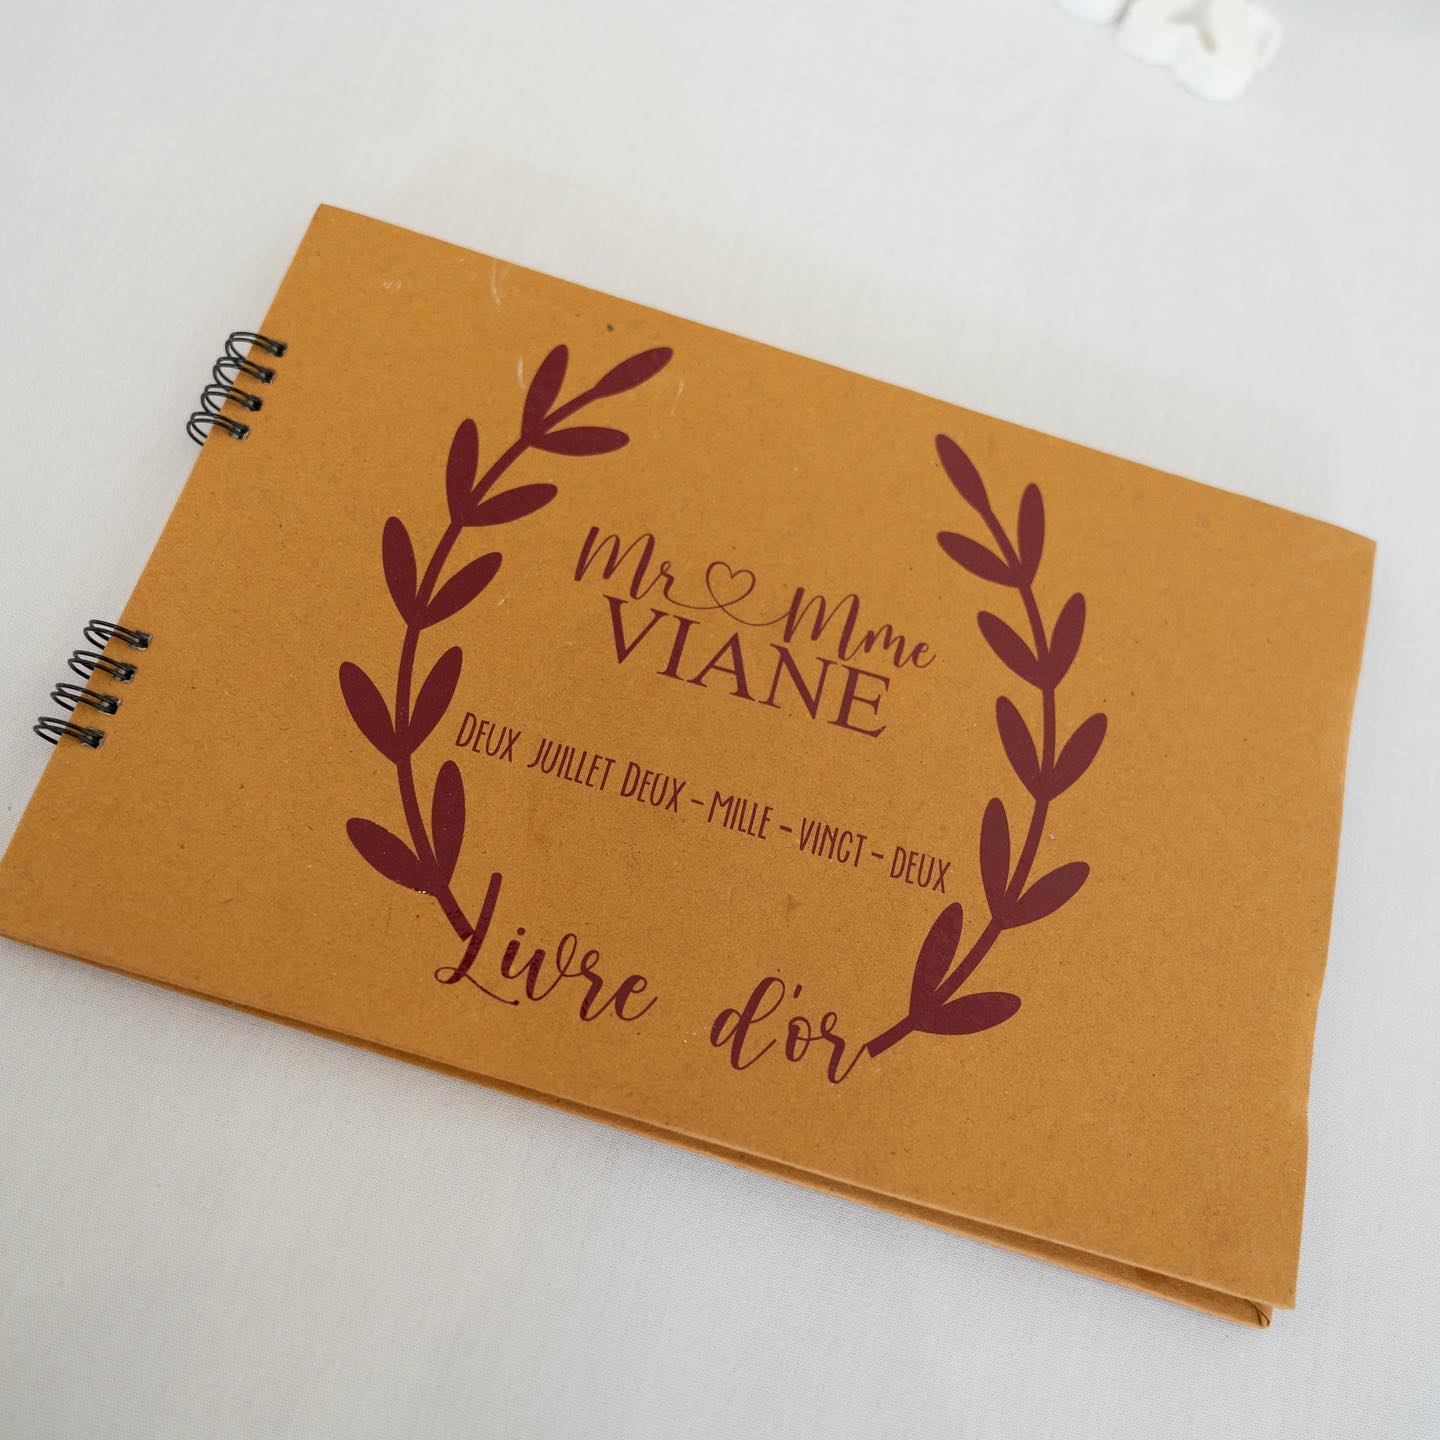 Mr Mme
VIANE
DEUX JUILLET DEUX - MILLE - VINGT - DEUX
Livre d'or